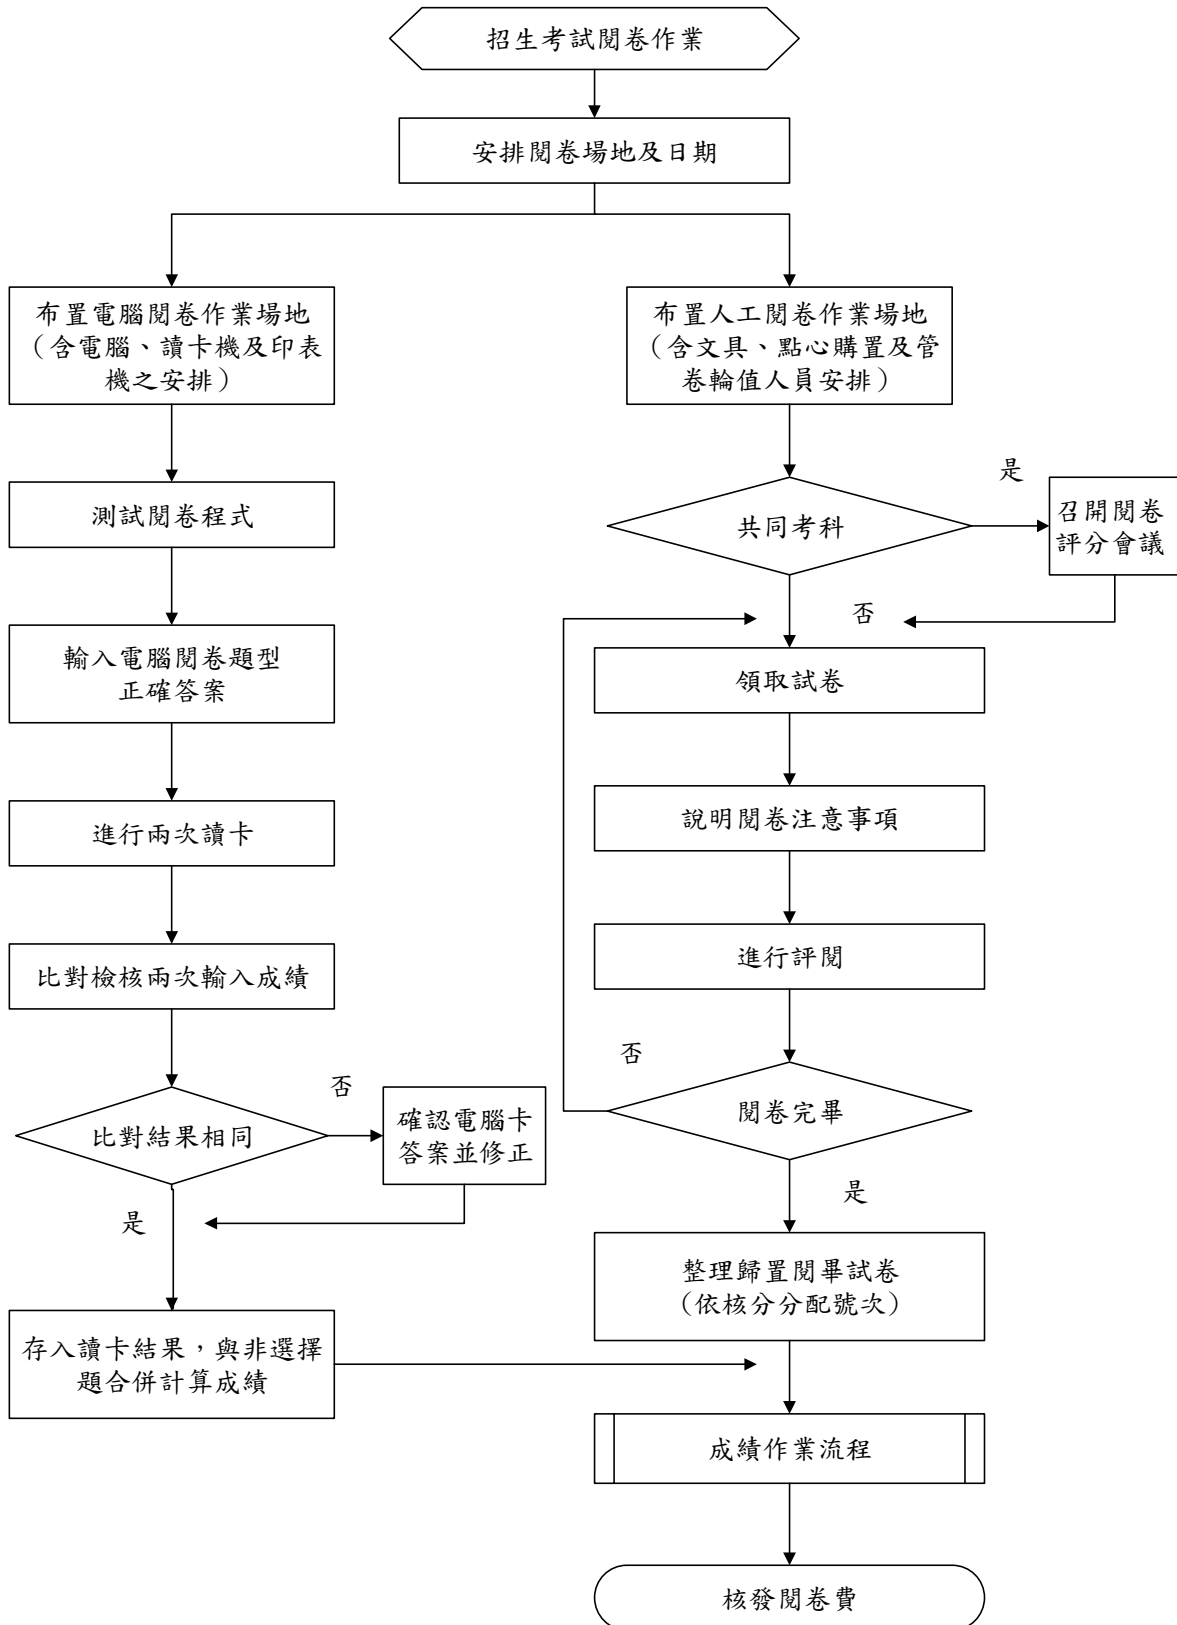 招生考試閱卷作業
安排閱卷場地及日期
布置電腦閱卷作業場地
（含電腦、讀卡機及印表
機之安排）
測試閱卷程式
輸入電腦閱卷題型
正確答案
進行兩次讀卡
比對檢核兩次輸入成績
比對結果相同
否
確認電腦卡
答案並修正
是
存入讀卡結果，與非選擇
題合併計算成績
布置人工閱卷作業場地
（含文具、點心購置及管
卷輪值人員安排）
共同考科
是
召開閱卷
評分會議
否
領取試卷
說明閱卷注意事項
進行評閱
否
閱卷完畢
是
整理歸置閱畢試卷
（依核分分配號次）
成績作業流程
核發閱卷費